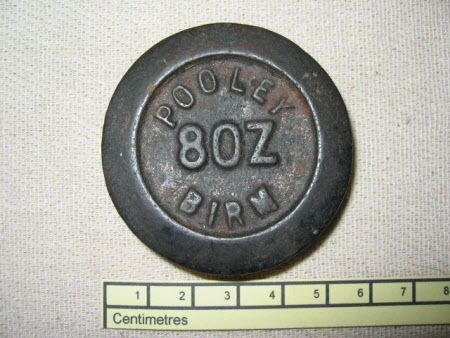 POOLEY
8OZ
BIRM
1 2 3 4 5 6 7 8
Centimetres